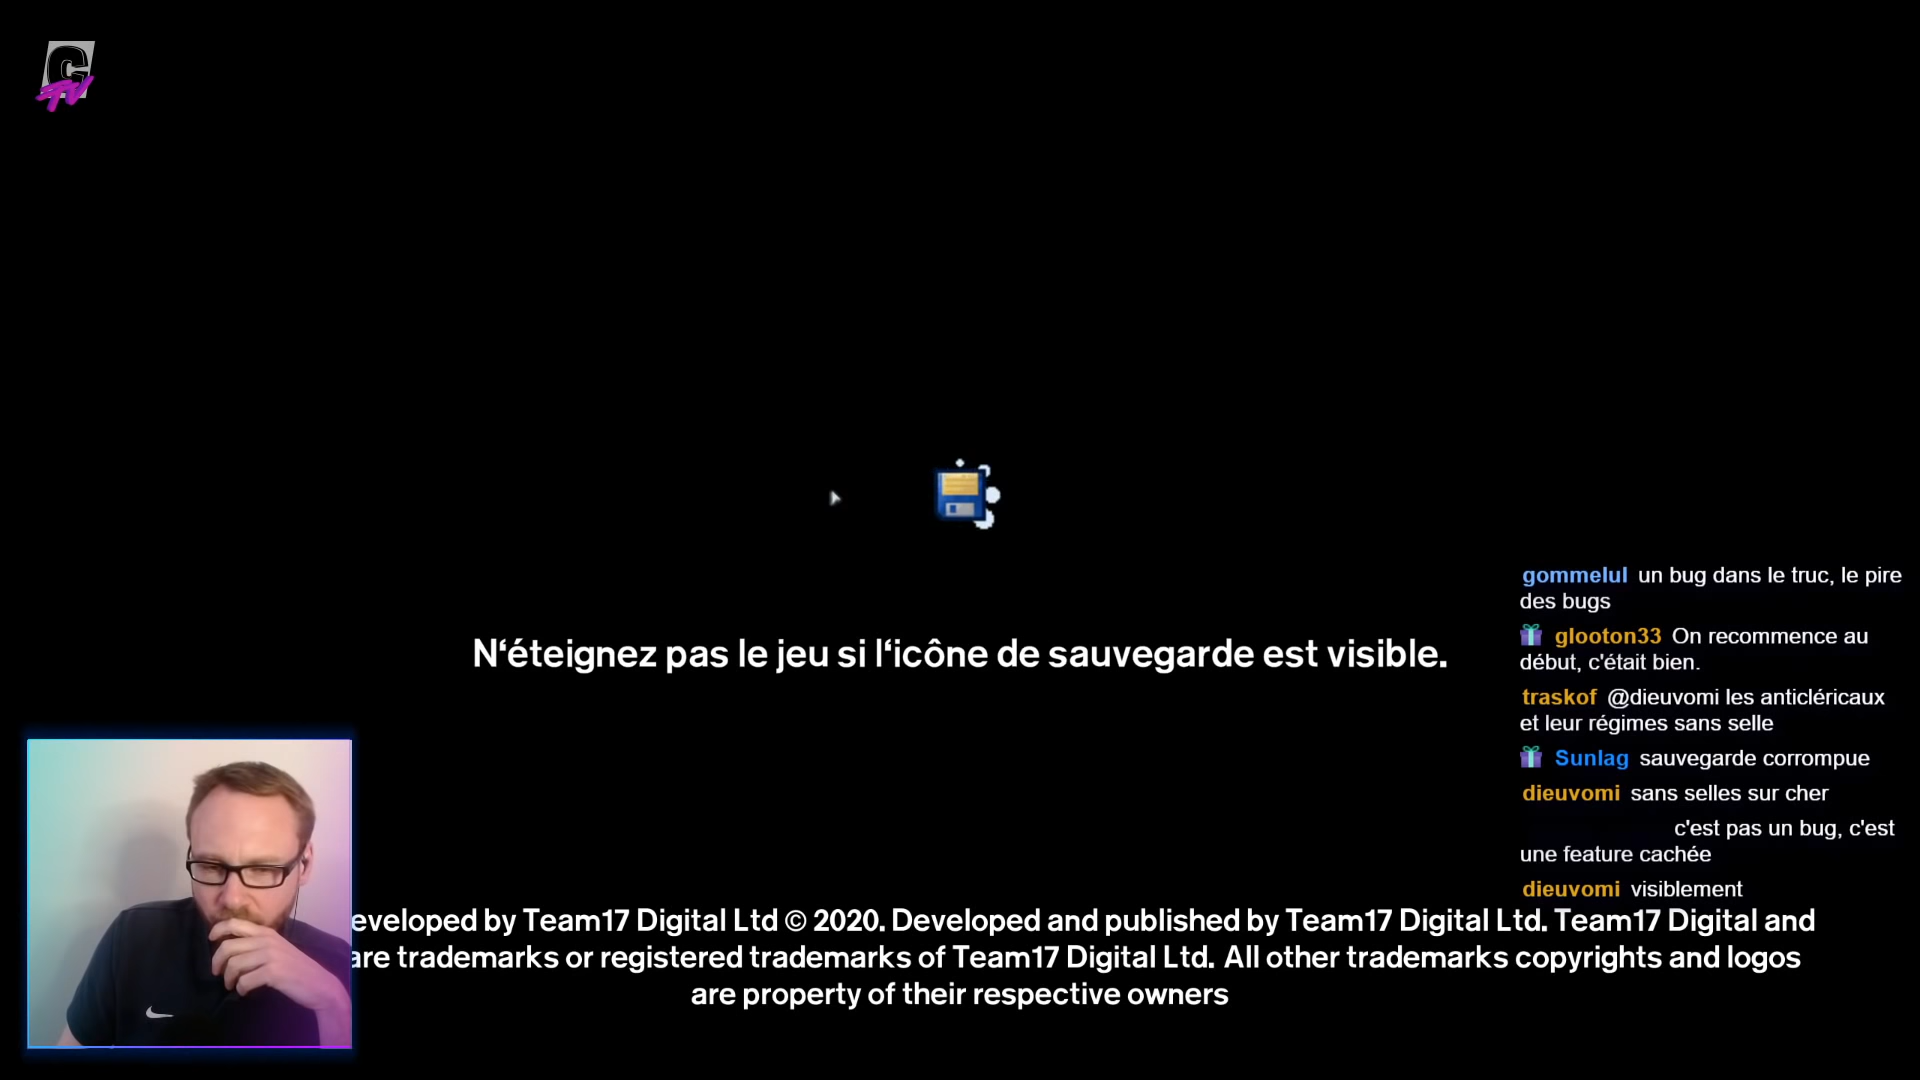 C
TV
N‘éteignez pas le jeu si l‘icône de sauvegarde est visible.
gommelul un bug dans le truc, le pire
des bugs
glooton33 On recommence au
début, c'était bien.
traskof @dieuvomi les anticléricaux
et leur régimes sans selle
Sunlag sauvegarde corrompue
dieuvomi sans selles sur cher
c'est pas un bug, c'est
une feature cachée
dieuvomi visiblement
eveloped by Team17 Digital Ltd © 2020. Developed and published by Team17 Digital Ltd. Team17 Digital and
are trademarks or registered trademarks of Team17 Digital Ltd. All other trademarks copyrights and logos
are property of their respective owners